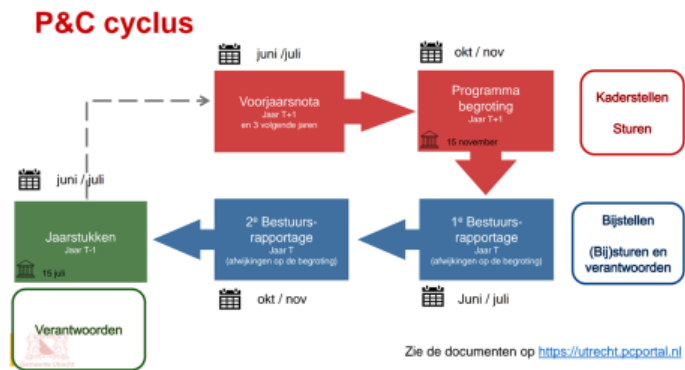 P&C cyclus
juni /juli
okt / nov
Voorjaarsnota
Jaar T+1
en 3 volgende jaren
Programma
begroting
Jaar T+1
15 november
Kaderstellen
Sturen
juni / juli
Jaarstukken
Jaar T-1
15 juli
2e Bestuurs-
rapportage
Jaar T
(afwijkingen op de begroting)
1e Bestuurs-
rapportage
Jaar T
(afwijkingen op de begroting)
Bijstellen
(Bij)sturen en
verantwoorden
okt / nov
Juni / juli
Verantwoorden
Gemeente Utrecht
Zie de documenten op https://utrecht.pcportal.nl